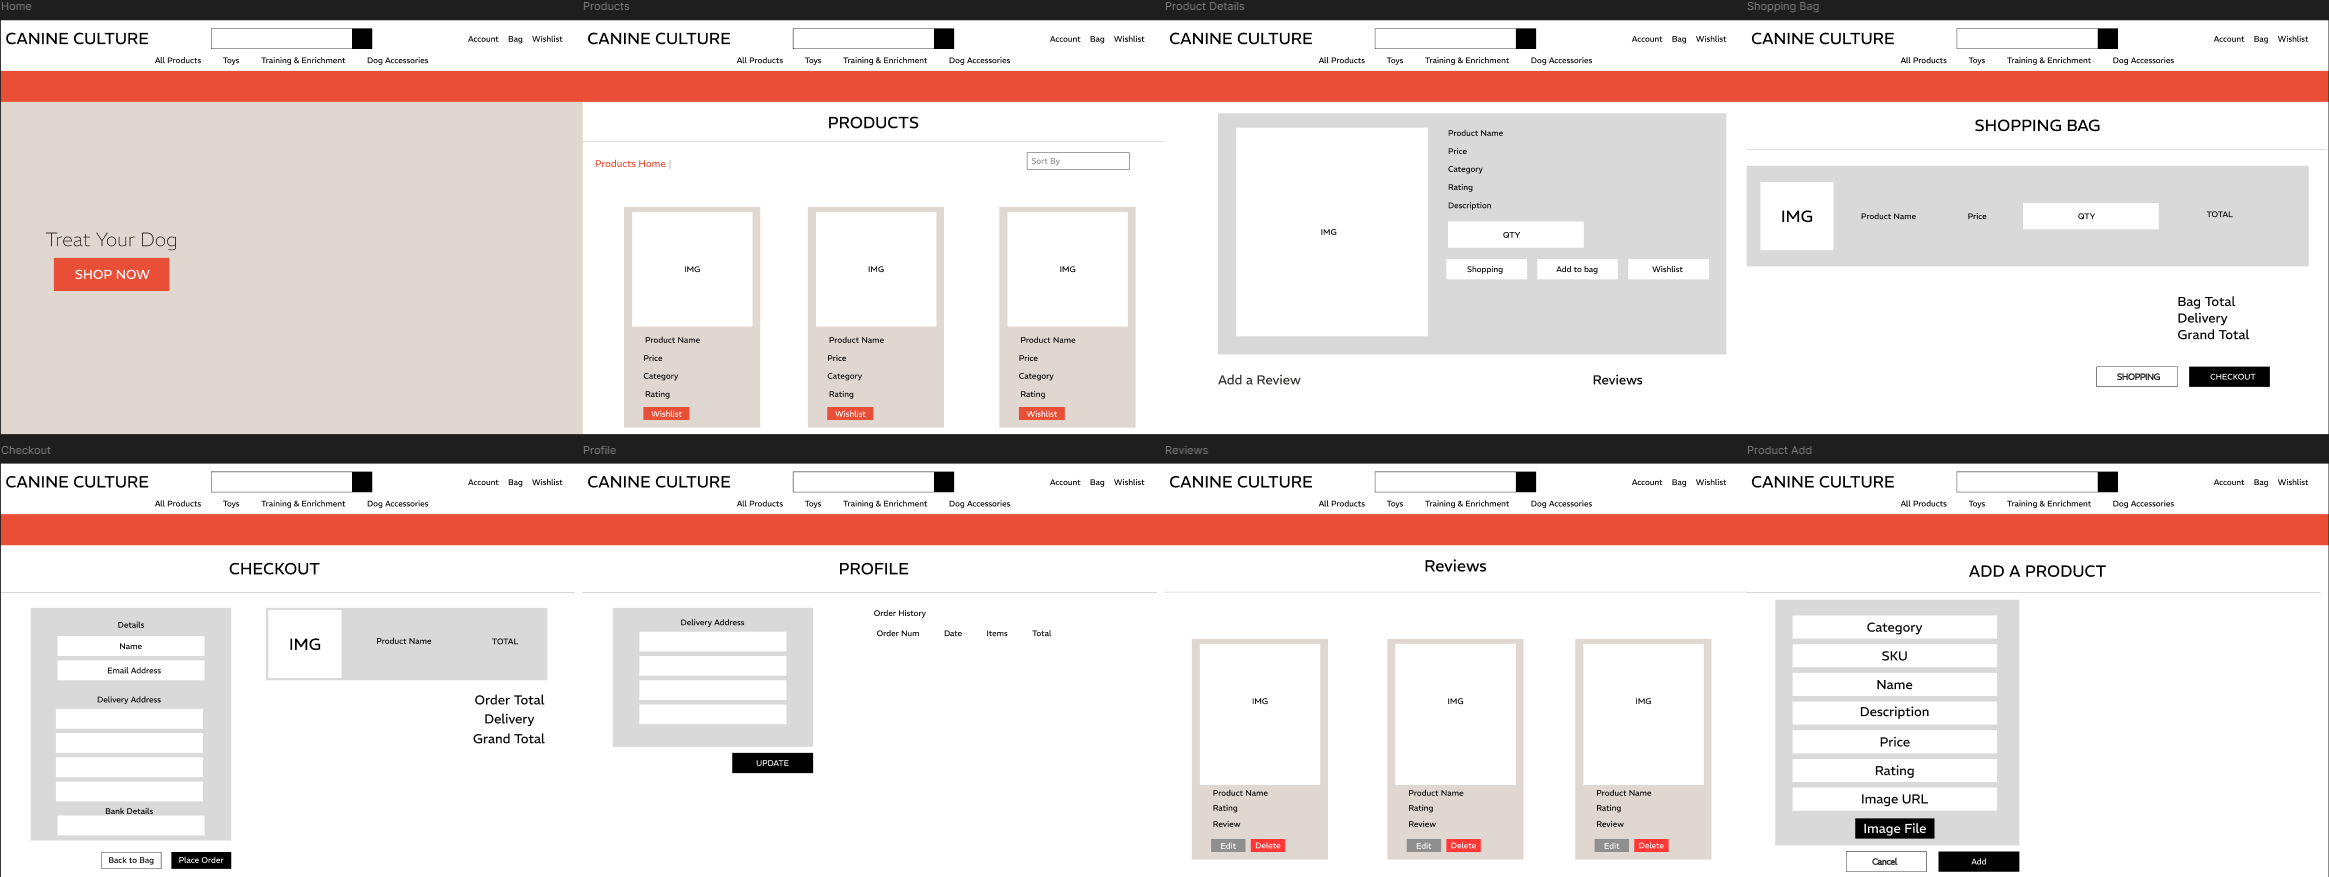 Home
CANINE CULTURE
Account Bag Wishlist
All Products Toys Training & Enrichment Dog Accessories
Treat Your Dog
SHOP NOW
Products
CANINE CULTURE
Account Bag Wishlist
All Products Toys Training & Enrichment Dog Accessories
PRODUCTS
Products Home |
Sort By
IMG
Product Name
Price
Category
Rating
Wishlist
IMG
Product Name
Price
Category
Rating
Wishlist
IMG
Product Name
Price
Category
Rating
Wishlist
Product Details
CANINE CULTURE
Account Bag Wishlist
All Products Toys Training & Enrichment Dog Accessories
IMG
Product Name
Price
Category
Rating
Description
QTY
Shopping Add to bag Wishlist
Add a Review
Reviews
Shopping Bag
CANINE CULTURE
Account Bag Wishlist
All Products Toys Training & Enrichment Dog Accessories
SHOPPING BAG
IMG Product Name Price QTY TOTAL
Bag Total
Delivery
Grand Total
SHOPPING CHECKOUT
Checkout
CANINE CULTURE
Account Bag Wishlist
All Products Toys Training & Enrichment Dog Accessories
CHECKOUT
Details
Name
Email Address
Delivery Address
Bank Details
Back to Bag Place Order
IMG Product Name TOTAL
Order Total
Delivery
Grand Total
Profile
CANINE CULTURE
Account Bag Wishlist
All Products Toys Training & Enrichment Dog Accessories
PROFILE
Delivery Address
UPDATE
Order History
Order Num Date Items Total
Reviews
CANINE CULTURE
Account Bag Wishlist
All Products Toys Training & Enrichment Dog Accessories
Reviews
IMG
Product Name
Rating
Review
Edit Delete
IMG
Product Name
Rating
Review
Edit Delete
IMG
Product Name
Rating
Review
Edit Delete
Product Add
CANINE CULTURE
Account Bag Wishlist
All Products Toys Training & Enrichment Dog Accessories
ADD A PRODUCT
Category
SKU
Name
Description
Price
Rating
Image URL
Image File
Cancel Add